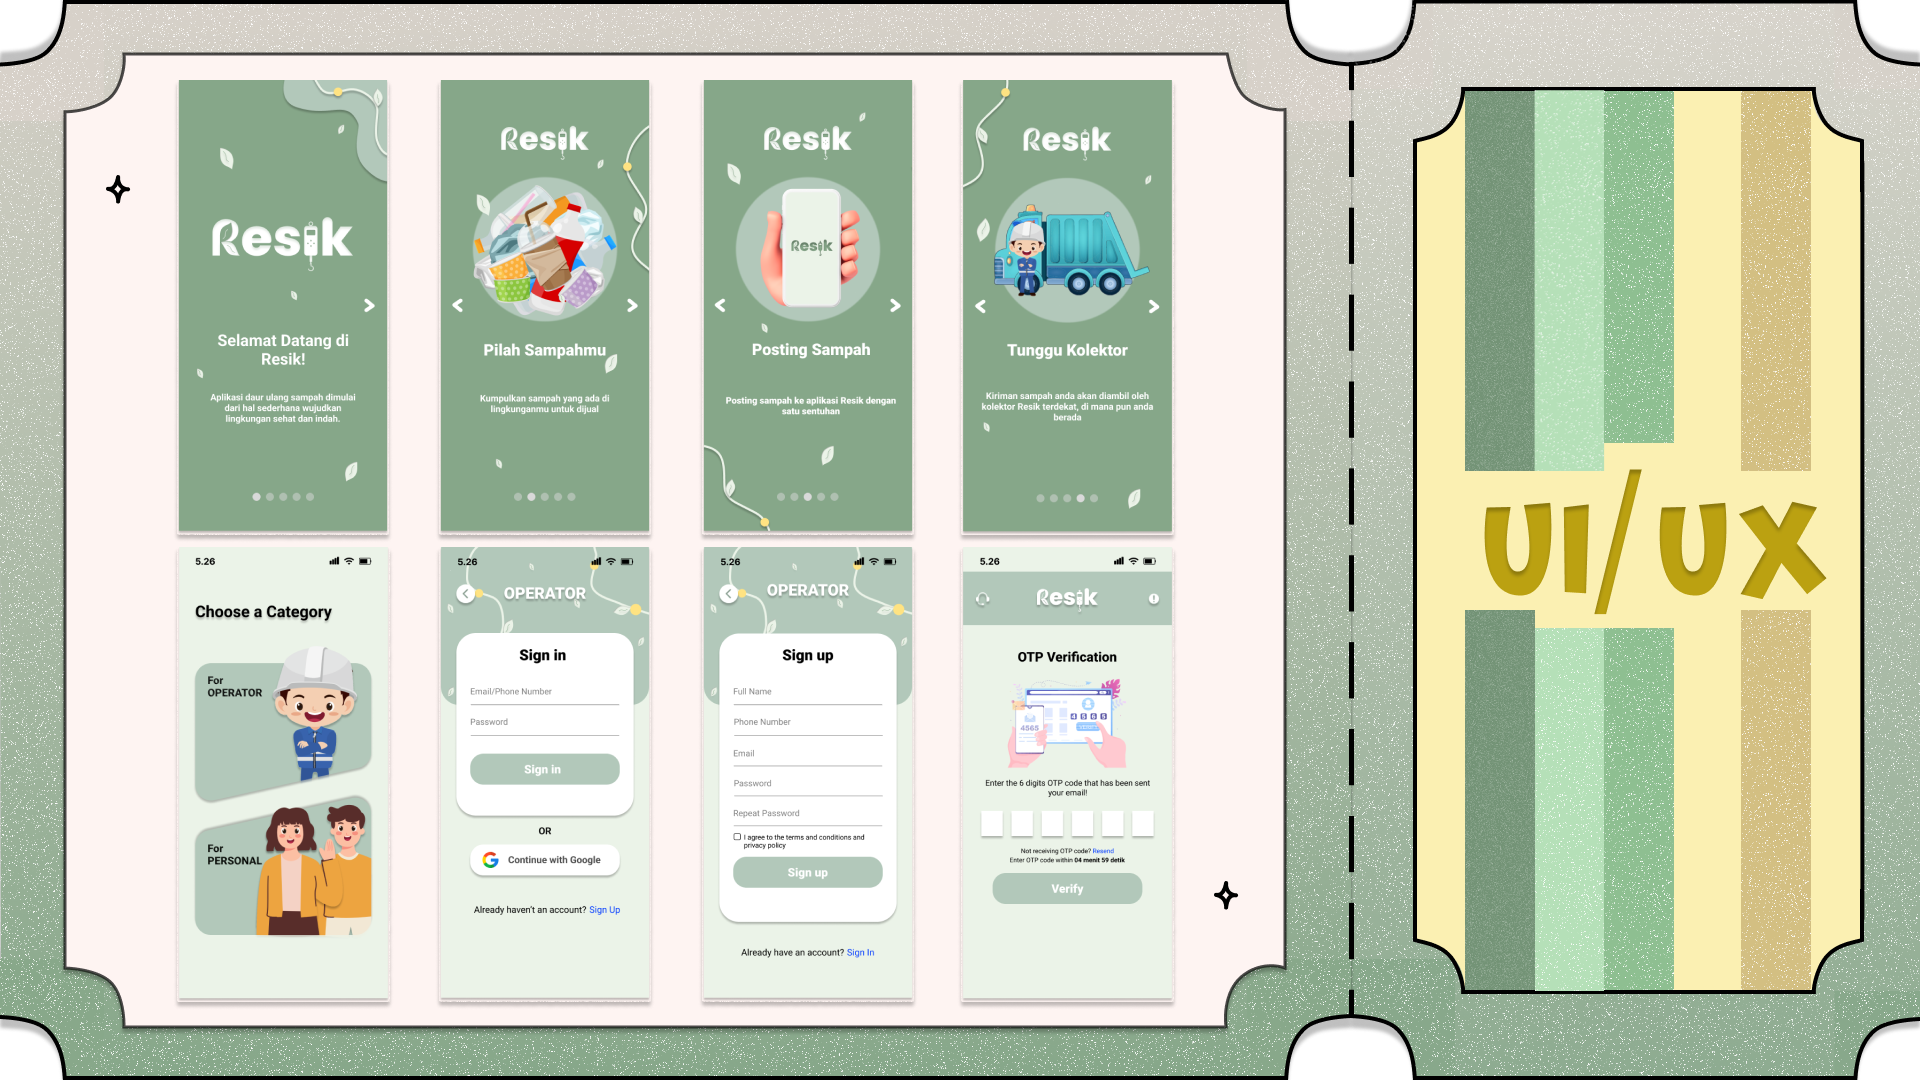 Resik
Selamat Datang di
Resik!
Aplikasi daur ulang sampah dimulai
dari hal sederhana wujudkan
lingkungan sehat dan indah.
Resik
Pilah Sampahmu
Kumpulkan sampah yang ada di
lingkunganmu untuk dijual
Resik
Resik
Posting Sampah
Posting sampah ke aplikasi Resik dengan
satu sentuhan
Resik
Tunggu Kolektor
Kiriman sampah anda akan diambil oleh
kolektor Resik terdekat, di mana pun anda
berada
5.26
Choose a Category
For
OPERATOR
For
PERSONAL
5.26
OPERATOR
Sign in
Email/Phone Number
Password
Sign in
OR
Continue with Google
Already haven't an account? Sign Up
5.26
OPERATOR
Sign up
Full Name
Phone Number
Email
Password
Repeat Password
I agree to the terms and conditions and
privacy policy
Sign up
Already have an account? Sign In
5.26
Resik
OTP Verification
4565
4 5 6 5
Enter the 6 digits OTP code that has been sent
your email!
Not receiving OTP code? Resend
Enter OTP code within 04 menit 59 detik
Verify
UI/UX